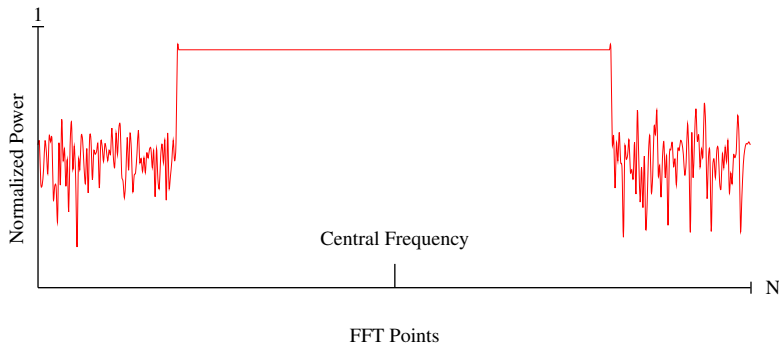 1
Normalized Power
Central Frequency
N
FFT Points